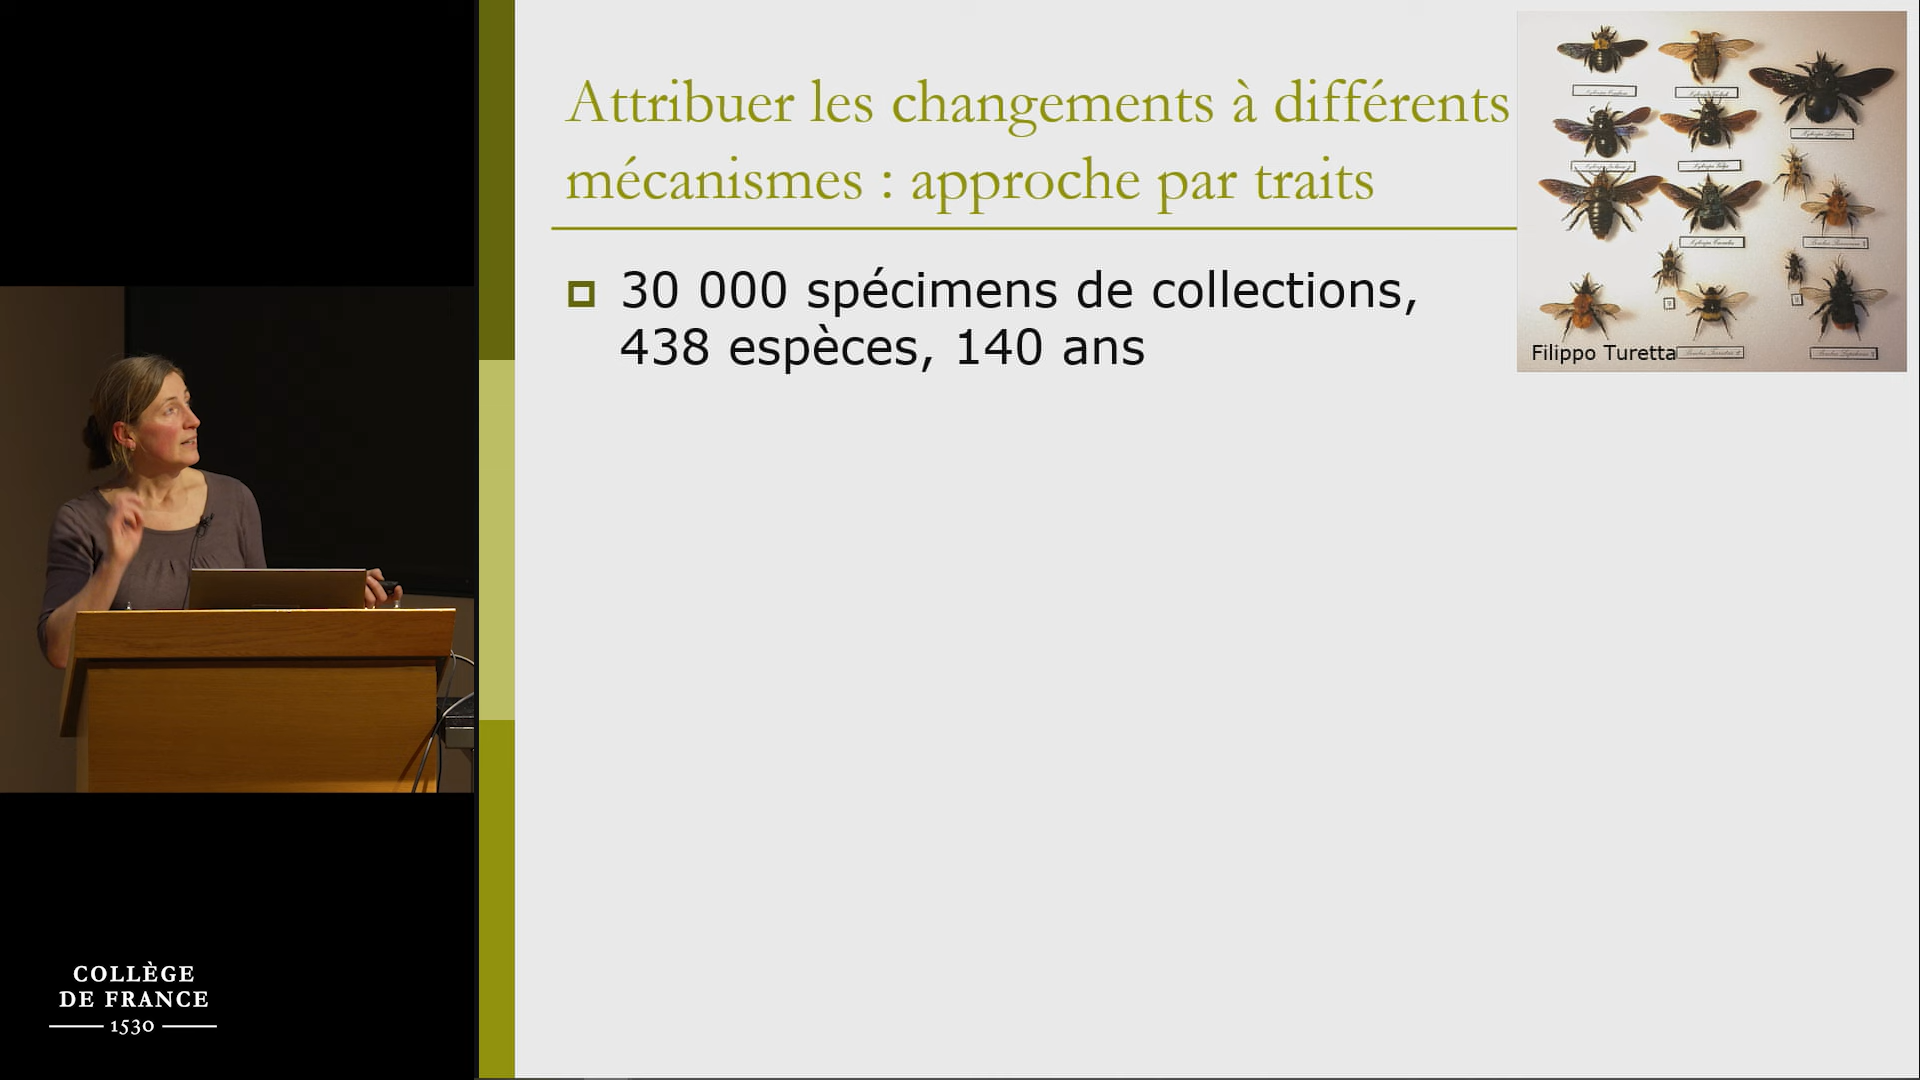 Attribuer les changements à différents
mécanismes : approche par traits
30 000 spécimens de collections,
438 espèces, 140 ans
Filippo Turetta
COLLÈGE
DE FRANCE
1530